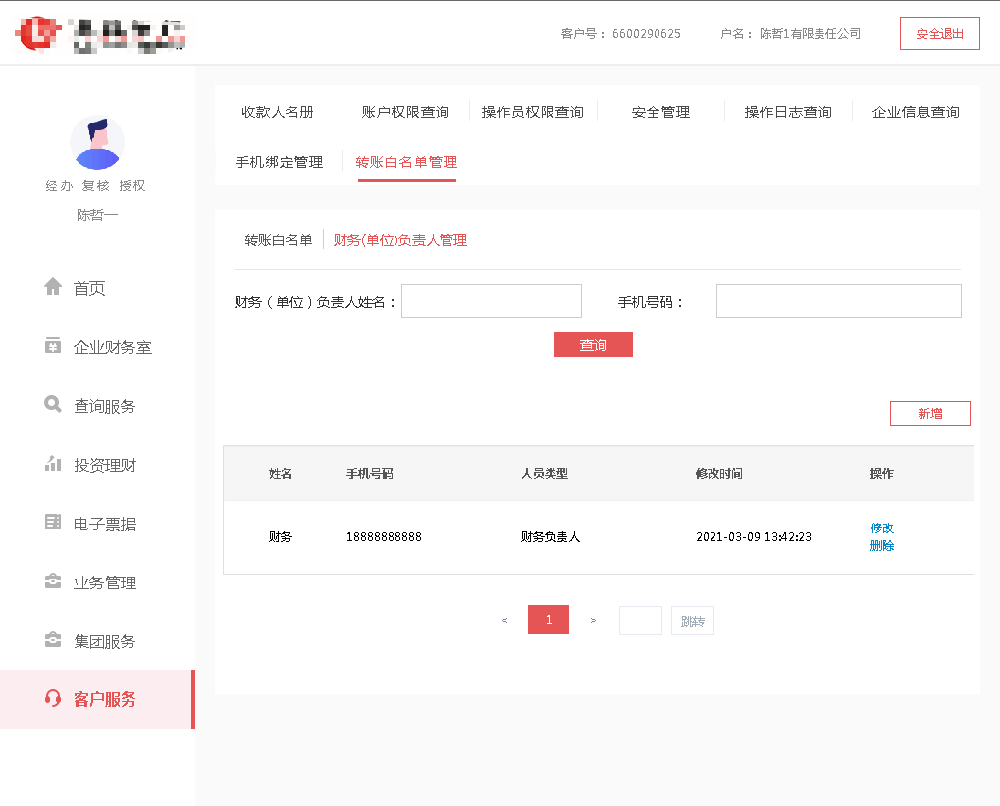 客户号： 6600290625 户名： 陈哲1有限责任公司 安全退出
收款人名册 账户权限查询 操作员权限查询 安全管理 操作日志查询 企业信息查询
手机绑定管理 转账白名单管理
经办 复核 授权
陈哲一
首页
企业财务室
查询服务
投资理财
电子票据
业务管理
集团服务
客户服务
转账白名单 财务(单位)负责人管理
财务（单位）负责人姓名： 手机号码：
查询
新增
姓名 手机号码 人员类型 修改时间 操作
财务 18888888888 财务负责人 2021-03-09 13:42:23 修改
删除
< 1 > 跳转